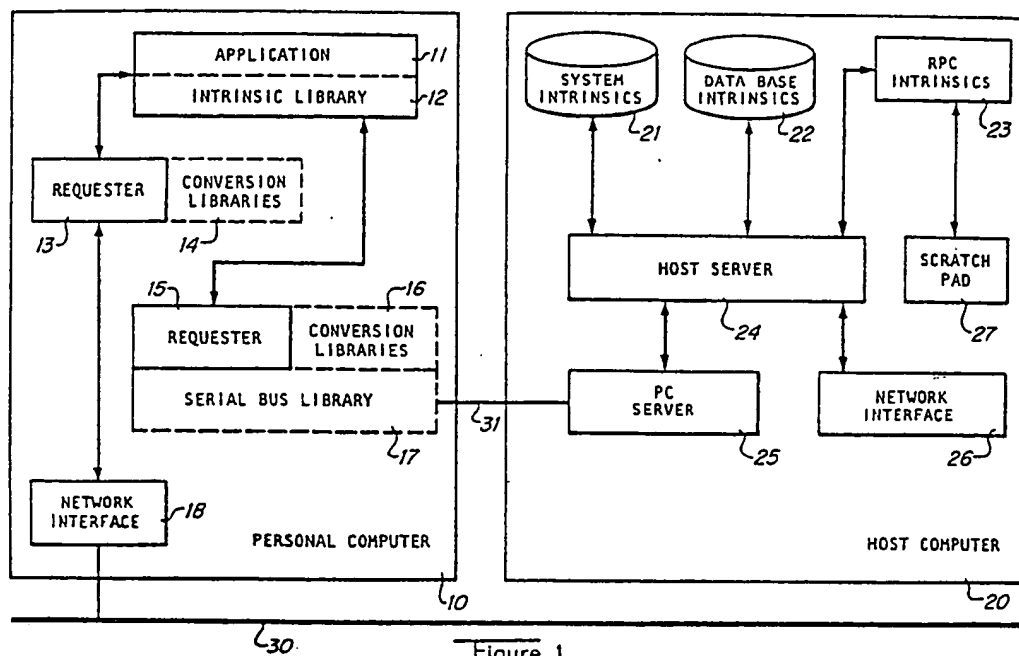 APPLICATION
11
INTRINSIC LIBRARY
12
REQUESTER
13
CONVERSION
LIBRARIES
14
15
REQUESTER
16
CONVERSION
LIBRARIES
SERIAL BUS LIBRARY
17
NETWORK
INTERFACE
18
PERSONAL COMPUTER
10
30
31
SYSTEM
INTRINSICS
21
DATA BASE
INTRINSICS
22
RPC
INTRINSICS
23
HOST SERVER
24
SCRATCH
PAD
27
PC
SERVER
25
NETWORK
INTERFACE
26
HOST COMPUTER
20
Figure 1